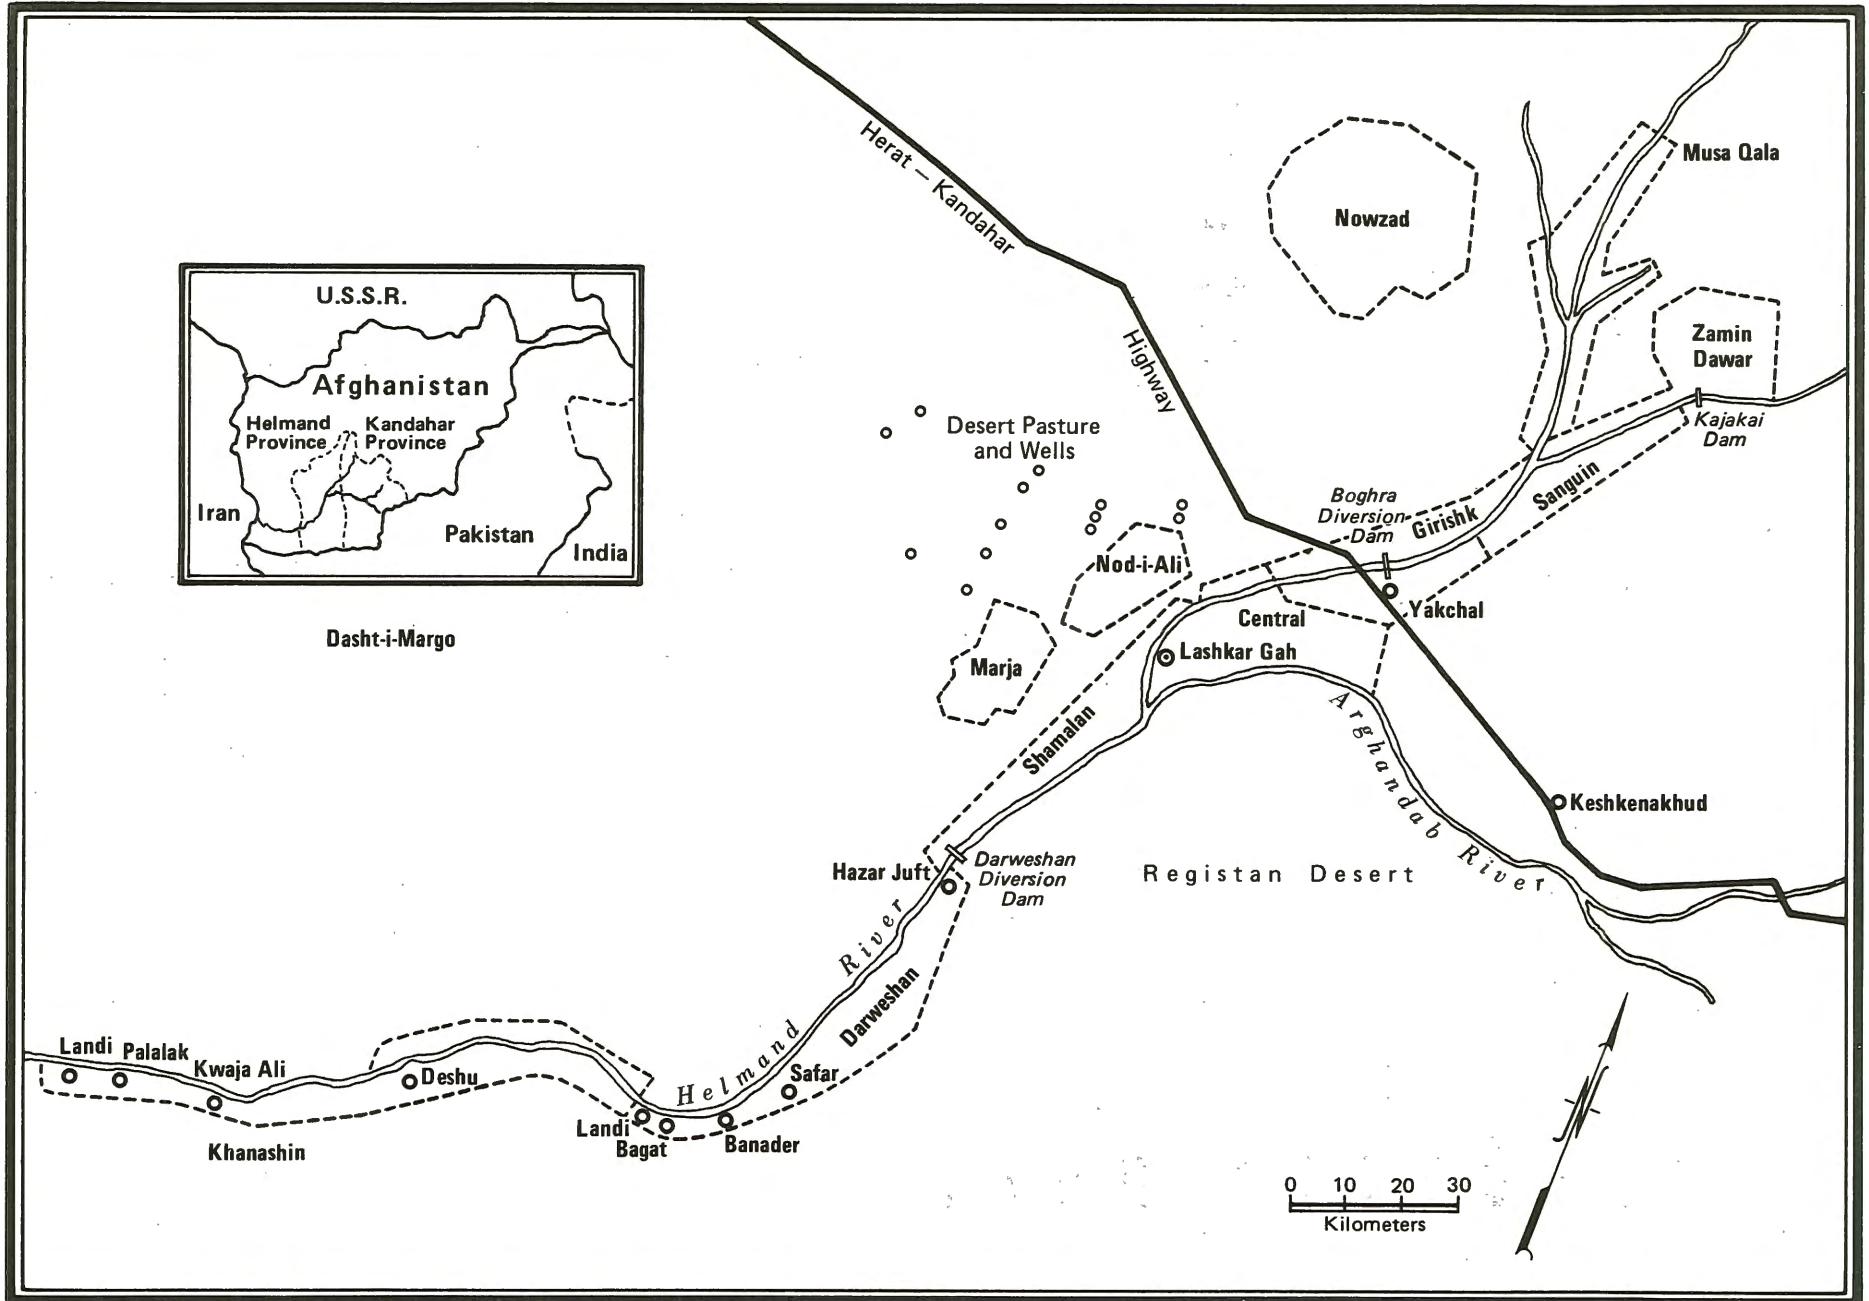 Herat — Kandahar
Highway
Musa Qala
Nowzad
Zamin
Dawar
Kajakai
Dam
U.S.S.R.
Afghanistan
Helmand
Province
Kandahar
Province
Iran
Pakistan
India
Desert Pasture
and Wells
Boghra
Diversion
Dam
Girishk
Sanguin
Nod-i-Ali
Yakchal
Central
Dasht-i-Margo
Lashkar Gah
Marja
Shamalan
Arghandab River
Keshkenakhud
Hazar Juft
Darweshan
Diversion
Dam
Registan Desert
Helmand River
Darweshan
Landi
Palalak
Kwaja Ali
Deshu
Safar
Landi
Bagat
Banader
Khanashin
0 10 20 30
Kilometers